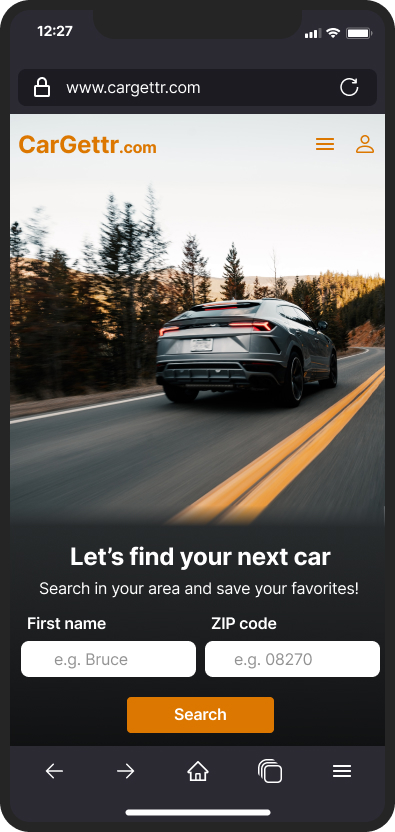 12:27
www.cargettr.com
CarGettr.com
Let’s find your next car
Search in your area and save your favorites!
First name ZIP code
e.g. Bruce e.g. 08270
Search